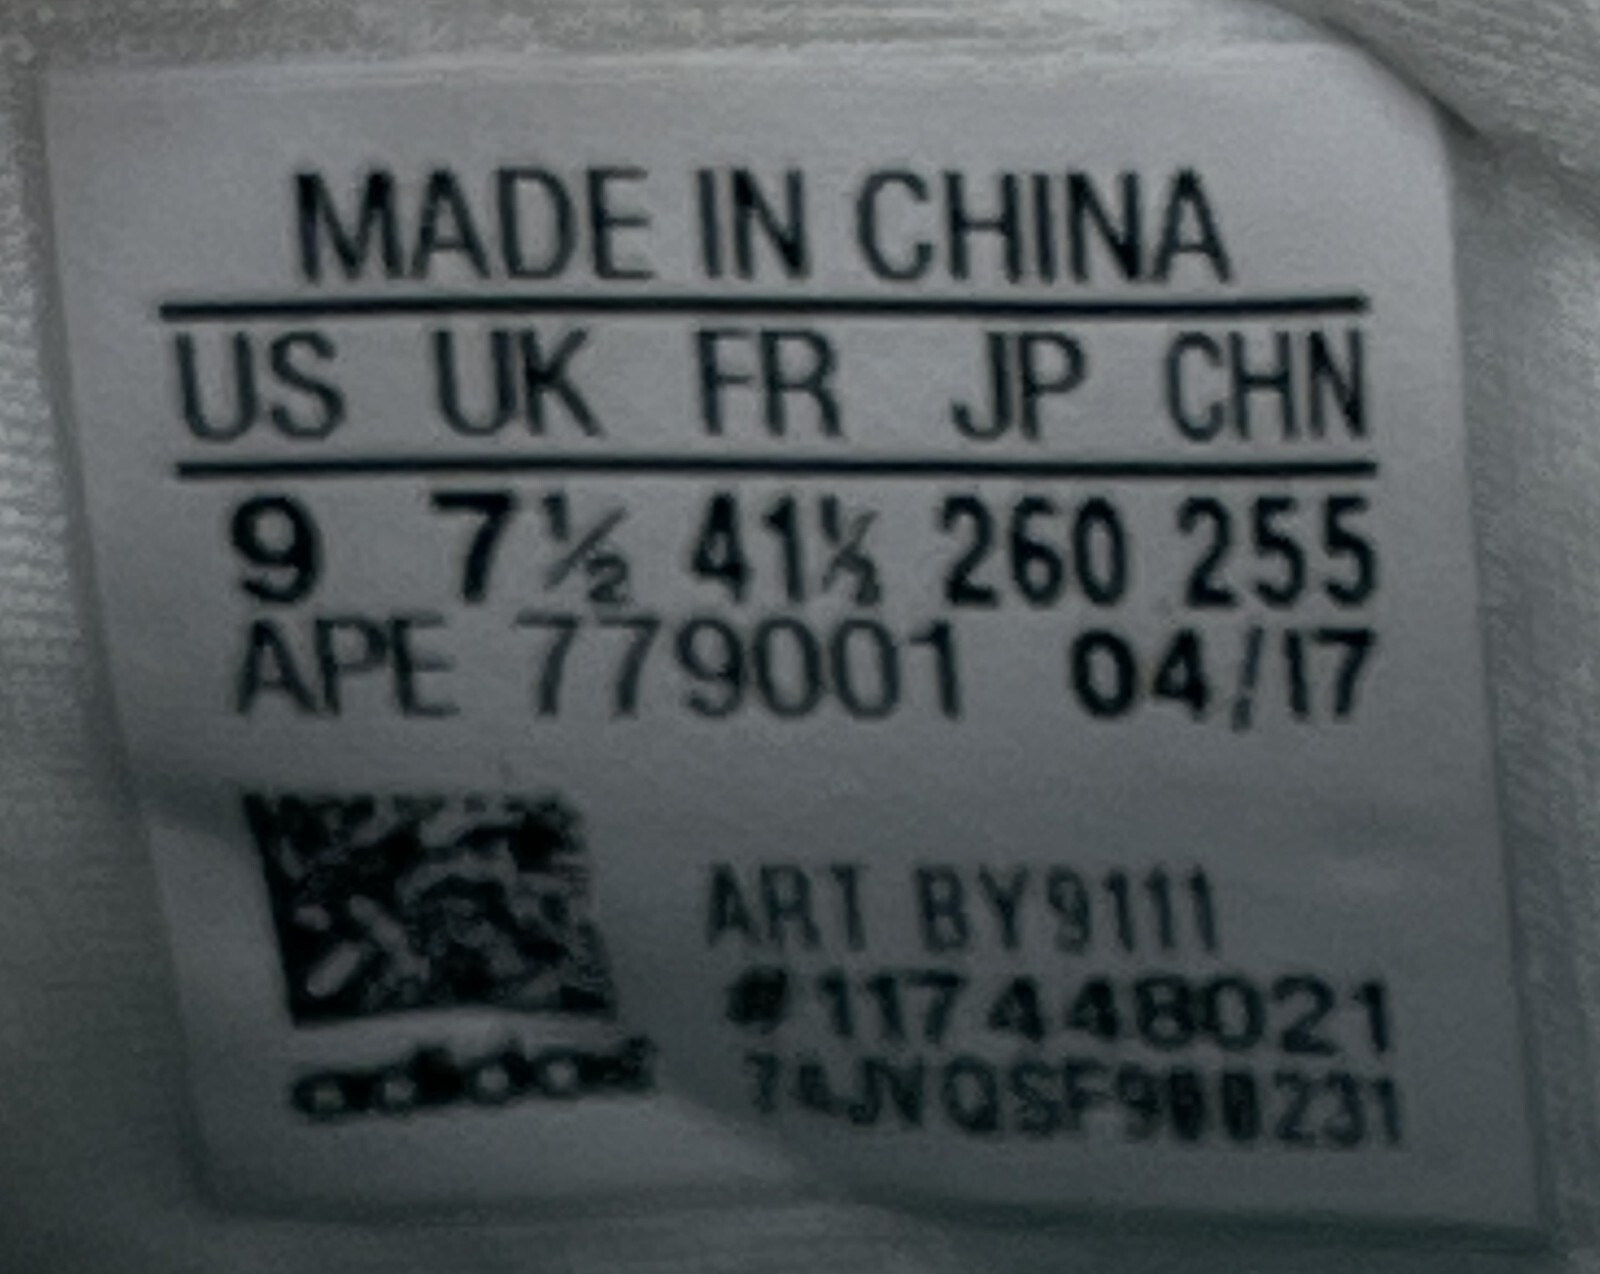 MADE IN CHINA
US UK FR JP CHN
9 7½ 41½ 260 255
APE 779001 04/17
ART BY9111
#117448021
adidas